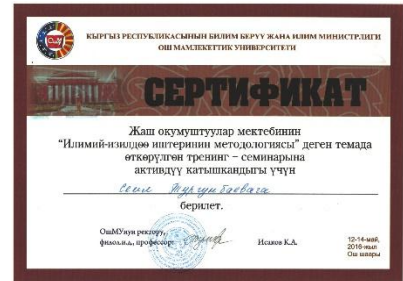 КЫРГЫЗ РЕСПУБЛИКАСЫНЫН БИЛИМ БЕРҮҮ ЖАНА ИЛИМ МИНИСТРЛИГИ
ОШ МАМЛЕКЕТТИК УНИВЕРСИТЕТИ
СЕРТИФИКАТ
Жаш окумуштуулар мектебинин
“Илимий-изилдөө иштеринин методологиясы” деген темада
өткөрүлгөн тренинг – семинарына
активдүү катышкандыгы үчүн
Тургунбаевага
берилет.
ОшМУнун ректору,
филол.и.д., профессор Исаков К.А.
12-14-май,
2016-жыл
Ош шаары